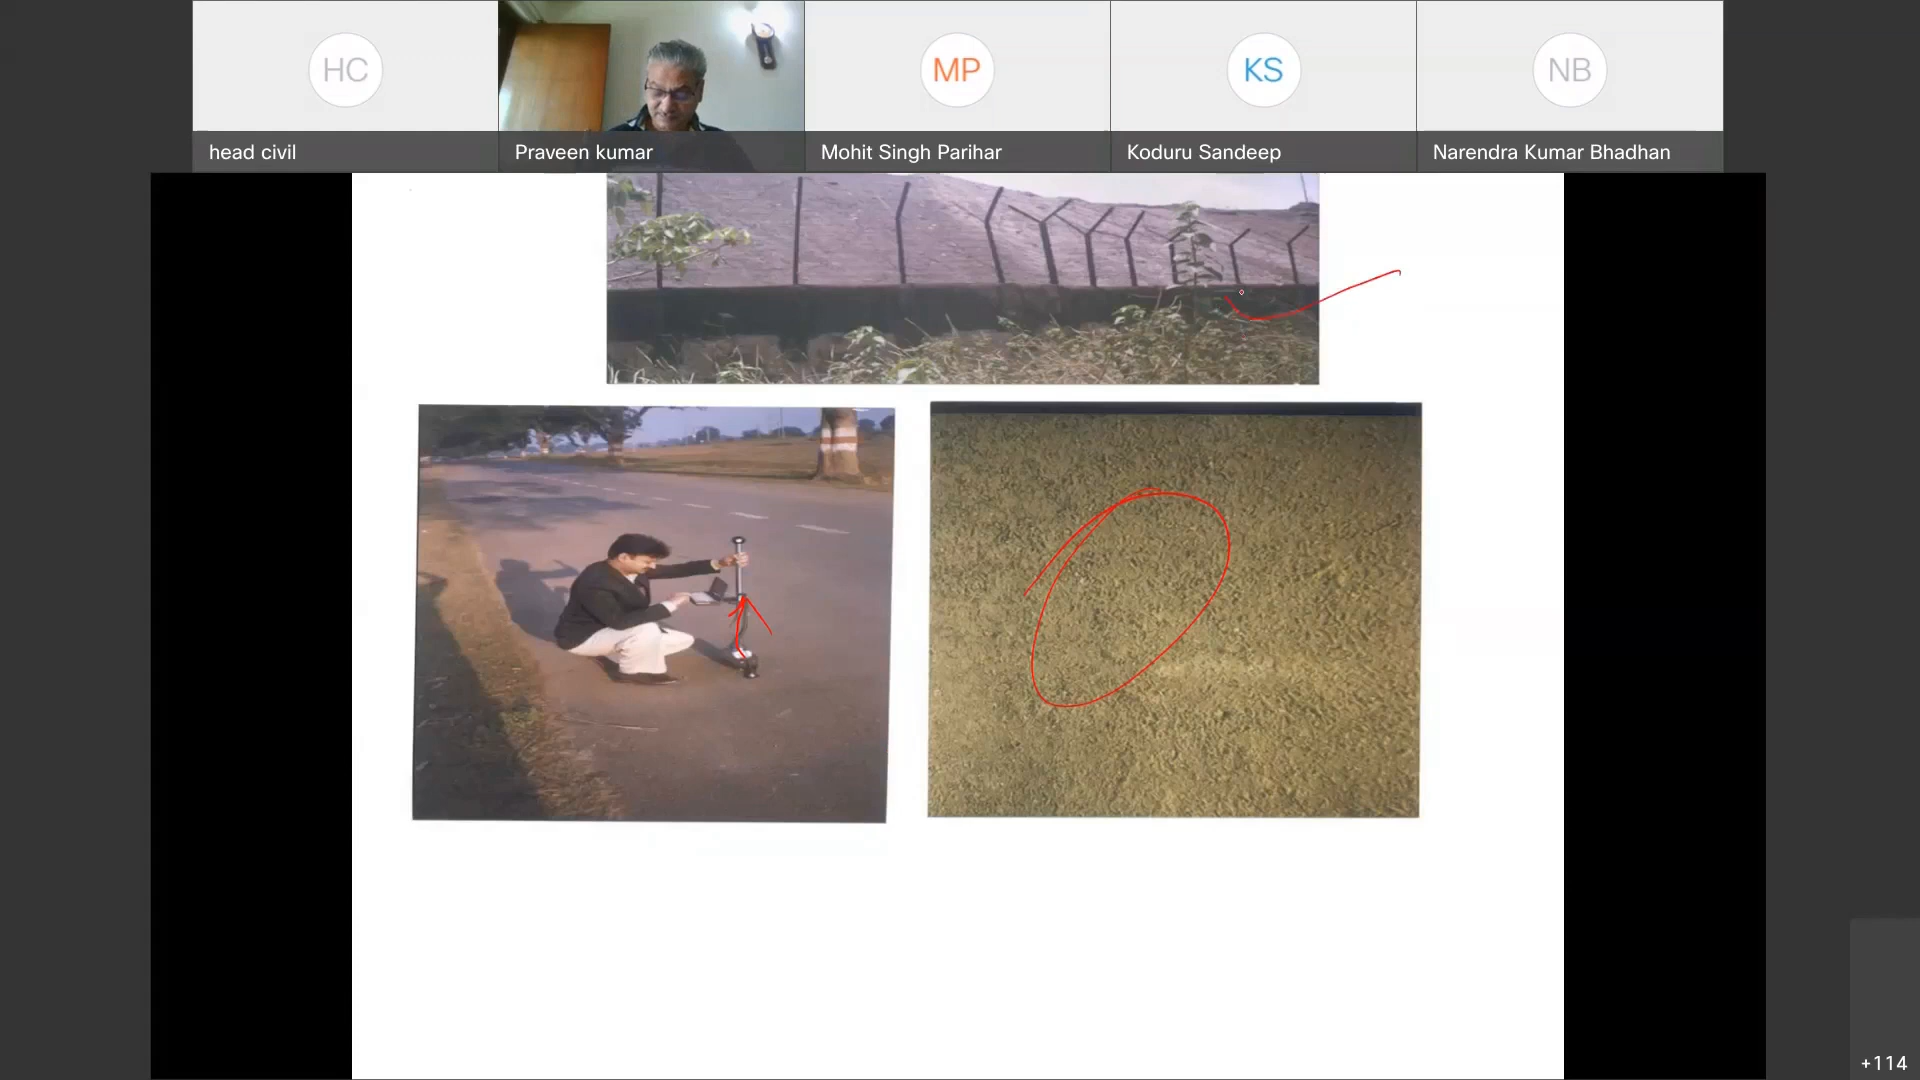 HC
head civil
Praveen kumar
MP
Mohit Singh Parihar
KS
Koduru Sandeep
NB
Narendra Kumar Bhadhan
+114